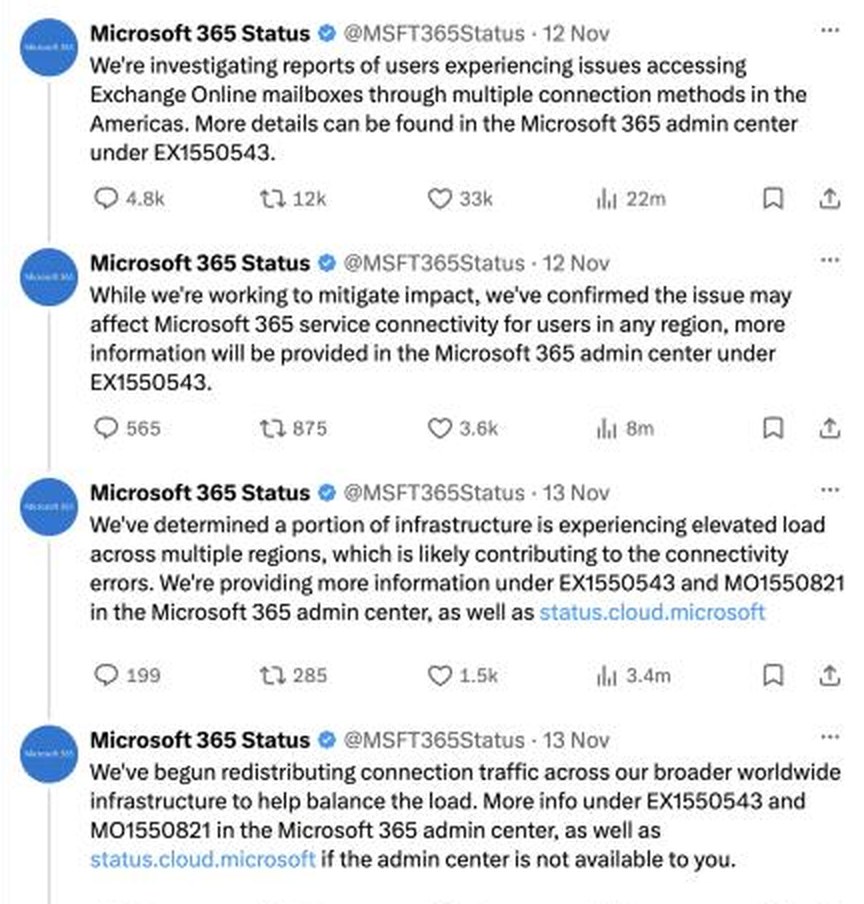 Microsoft 365 Status @MSFT365Status · 12 Nov
We're investigating reports of users experiencing issues accessing
Exchange Online mailboxes through multiple connection methods in the
Americas. More details can be found in the Microsoft 365 admin center
under EX1550543.
4.8k 12k 33k 22m
Microsoft 365
Microsoft 365 Status @MSFT365Status · 12 Nov
While we're working to mitigate impact, we've confirmed the issue may
affect Microsoft 365 service connectivity for users in any region, more
information will be provided in the Microsoft 365 admin center under
EX1550543.
565 875 3.6k 8m
Microsoft 365
Microsoft 365 Status @MSFT365Status · 13 Nov
We've determined a portion of infrastructure is experiencing elevated load
across multiple regions, which is likely contributing to the connectivity
errors. We're providing more information under EX1550543 and MO1550821
in the Microsoft 365 admin center, as well as status.cloud.microsoft
199 285 1.5k 3.4m
Microsoft 365
Microsoft 365 Status @MSFT365Status · 13 Nov
We've begun redistributing connection traffic across our broader worldwide
infrastructure to help balance the load. More info under EX1550543 and
MO1550821 in the Microsoft 365 admin center, as well as
status.cloud.microsoft if the admin center is not available to you.
Microsoft 365